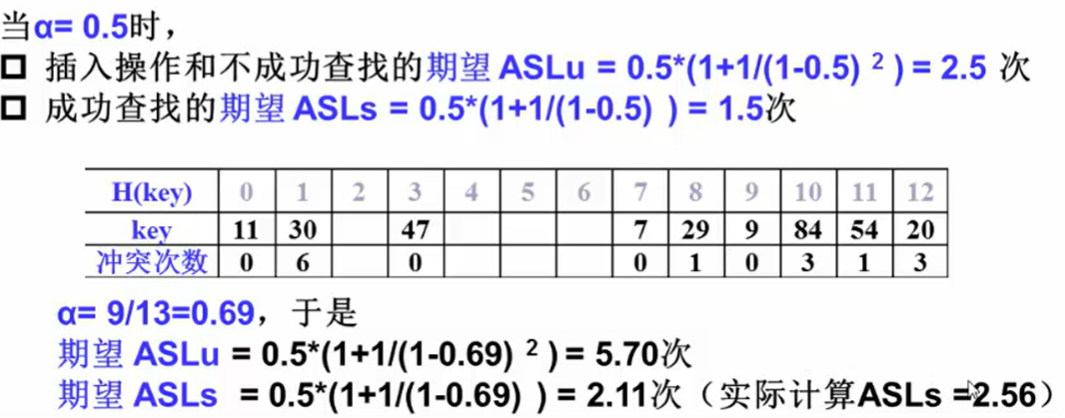 当α= 0.5时，
插入操作和不成功查找的期望 ASLu = 0.5*(1+1/(1-0.5) ² ) = 2.5 次
成功查找的期望 ASLs = 0.5*(1+1/(1-0.5) ) = 1.5次
H(key) 0 1 2 3 4 5 6 7 8 9 10 11 12
key 11 30 47 7 29 9 84 54 20
冲突次数 0 6 0 0 1 0 3 1 3
α= 9/13=0.69，于是
期望 ASLu = 0.5*(1+1/(1-0.69) ² ) = 5.70次
期望 ASLs = 0.5*(1+1/(1-0.69) ) = 2.11次（实际计算ASLs =2.56）